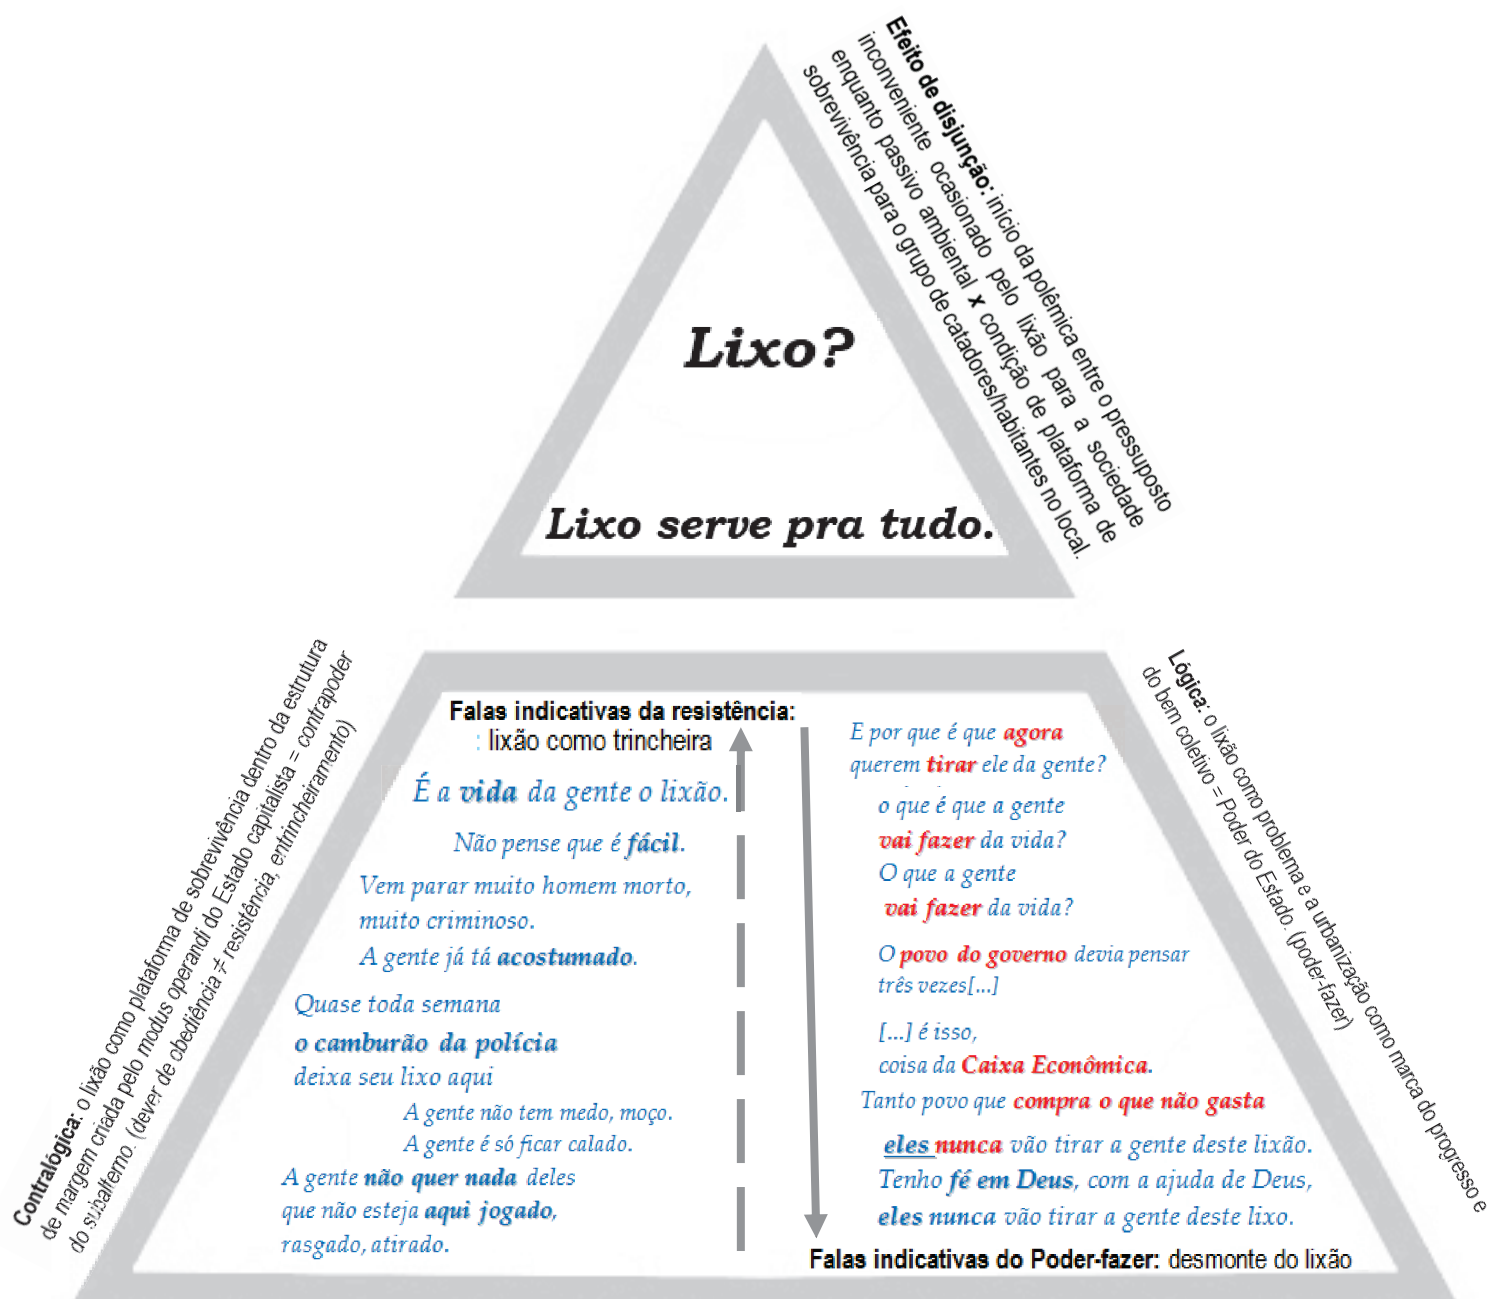 Efeito de disjunção: início da polêmica entre o pressuposto
inconveniente ocasionado pelo lixão para a sociedade
enquanto passivo ambiental x condição de plataforma de
sobrevivência para o grupo de catadores/habitantes no local.
Lixo?
Lixo serve pra tudo.
Contralógica: o lixão como plataforma de sobrevivência dentro da estrutura
de margem criada pelo modus operandi do Estado capitalista = contrapoder
do subalterno. (dever de obediência ≠ resistência, entrincheiramento)
Falas indicativas da resistência:
: lixão como trincheira
É a vida da gente o lixão.
Não pense que é fácil.
Vem parar muito homem morto,
muito criminoso.
A gente já tá acostumado.
Quase toda semana
o camburão da polícia
deixa seu lixo aqui
A gente não tem medo, moço.
A gente é só ficar calado.
A gente não quer nada deles
que não esteja aqui jogado,
rasgado, atirado.
E por que é que agora
querem tirar ele da gente?
o que é que a gente
vai fazer da vida?
O que a gente
vai fazer da vida?
O povo do governo devia pensar
três vezes[...]
[...] é isso,
coisa da Caixa Econômica.
Tanto povo que compra o que não gasta
eles nunca vão tirar a gente deste lixão.
Tenho fé em Deus, com a ajuda de Deus,
eles nunca vão tirar a gente deste lixo.
Falas indicativas do Poder-fazer: desmonte do lixão
Lógica: o lixão como problema e a urbanização como marca do progresso e
do bem coletivo = Poder do Estado. (poder-fazer)